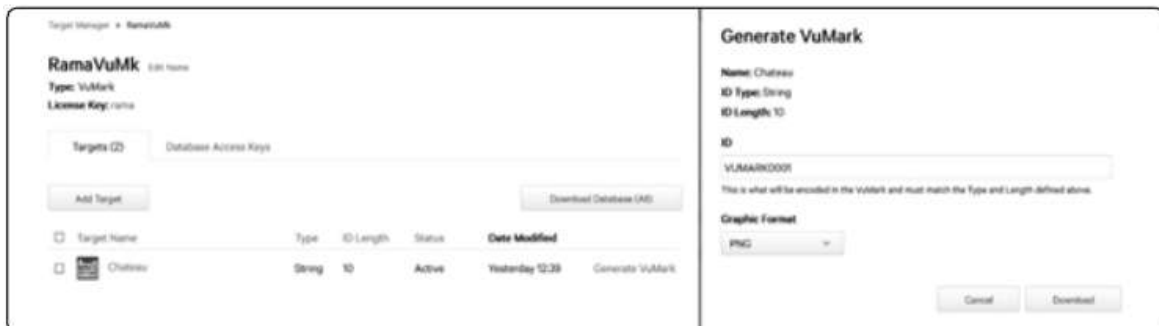 Target Manager > RamaVuMk
RamaVuMk Edit Name
Type: VuMark
License Key: rama
Targets (2) Database Access Keys
Add Target Download Database (All)
Target Name Type ID Length Status Date Modified
Chateau String 10 Active Yesterday 12:39 Generate VuMark
Generate VuMark
Name: Chateau
ID Type: String
ID Length: 10
ID
VUMARK0001
This is what will be encoded in the VuMark and must match the Type and Length defined above.
Graphic Format
PNG
Cancel Download